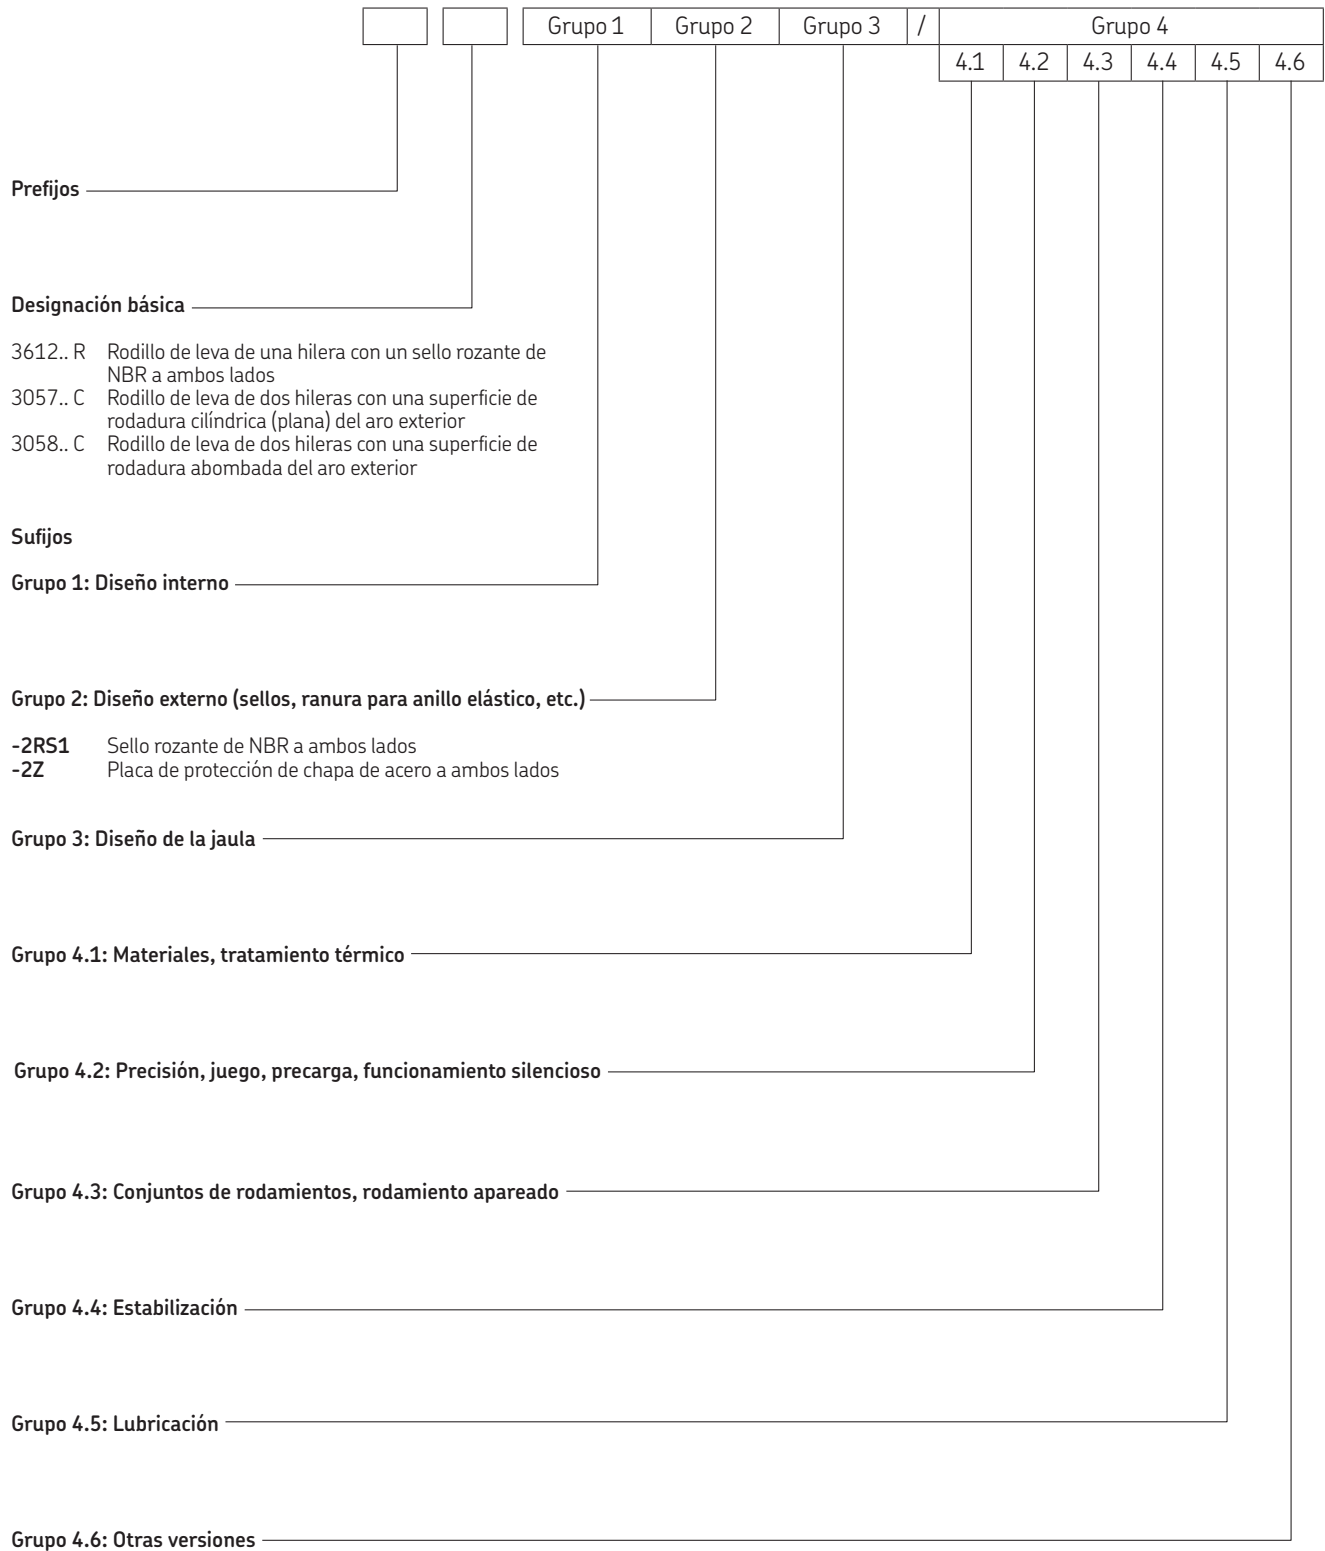 Grupo 1 Grupo 2 Grupo 3 / Grupo 4
4.1 4.2 4.3 4.4 4.5 4.6
Prefijos
Designación básica
3612.. R Rodillo de leva de una hilera con un sello rozante de
NBR a ambos lados
3057.. C Rodillo de leva de dos hileras con una superficie de
rodadura cilíndrica (plana) del aro exterior
3058.. C Rodillo de leva de dos hileras con una superficie de
rodadura abombada del aro exterior
Sufijos
Grupo 1: Diseño interno
Grupo 2: Diseño externo (sellos, ranura para anillo elástico, etc.)
-2RS1 Sello rozante de NBR a ambos lados
-2Z Placa de protección de chapa de acero a ambos lados
Grupo 3: Diseño de la jaula
Grupo 4.1: Materiales, tratamiento térmico
Grupo 4.2: Precisión, juego, precarga, funcionamiento silencioso
Grupo 4.3: Conjuntos de rodamientos, rodamiento apareado
Grupo 4.4: Estabilización
Grupo 4.5: Lubricación
Grupo 4.6: Otras versiones